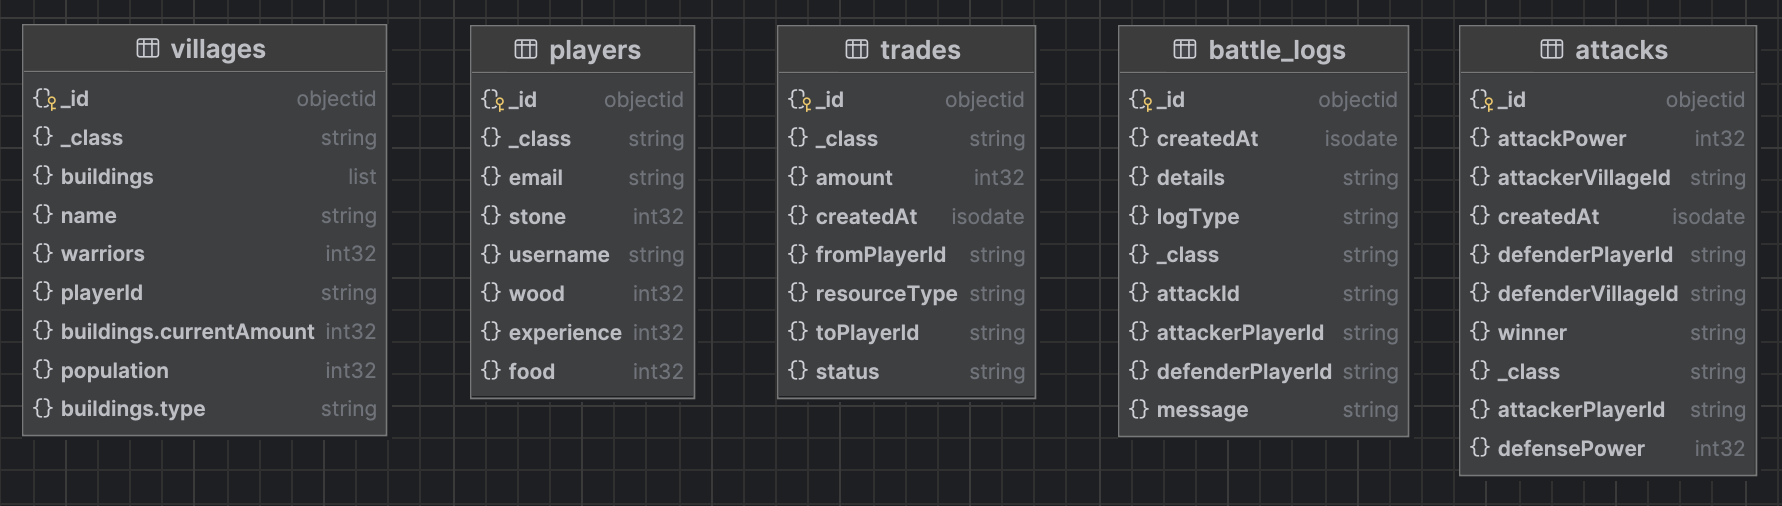 villages
_id objectid
_class string
buildings list
name string
warriors int32
playerId string
buildings.currentAmount int32
population int32
buildings.type string
players
_id objectid
_class string
email string
stone int32
username string
wood int32
experience int32
food int32
trades
_id objectid
_class string
amount int32
createdAt isodate
fromPlayerId string
resourceType string
toPlayerId string
status string
battle_logs
_id objectid
createdAt isodate
details string
logType string
_class string
attackId string
attackerPlayerId string
defenderPlayerId string
message string
attacks
_id objectid
attackPower int32
attackerVillageId string
createdAt isodate
defenderPlayerId string
defenderVillageId string
winner string
_class string
attackerPlayerId string
defensePower int32